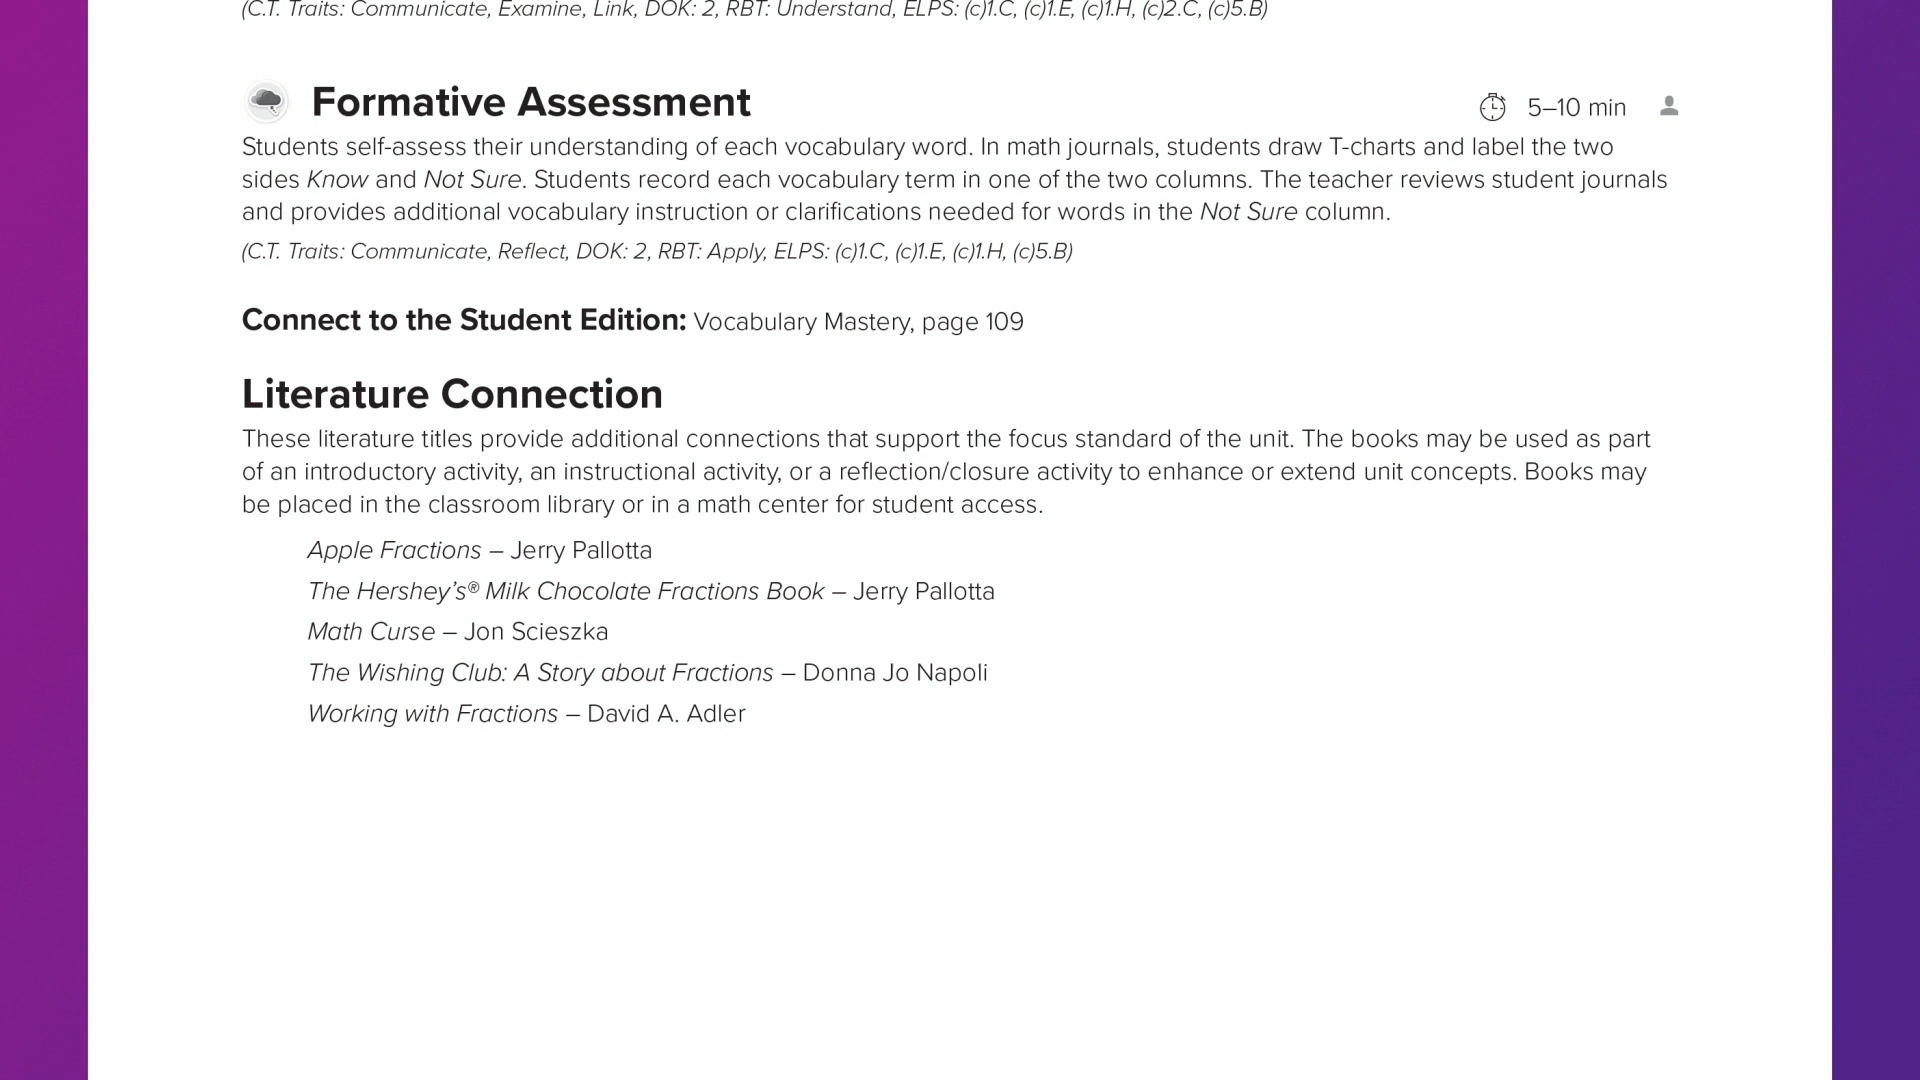 (C.T. Traits: Communicate, Examine, Link, DOK: 2, RBT: Understand, ELPS: (c)1.C, (c)1.E, (c)1.H, (c)2.C, (c)5.B)
Formative Assessment 5–10 min
Students self-assess their understanding of each vocabulary word. In math journals, students draw T-charts and label the two
sides Know and Not Sure. Students record each vocabulary term in one of the two columns. The teacher reviews student journals
and provides additional vocabulary instruction or clarifications needed for words in the Not Sure column.
(C.T. Traits: Communicate, Reflect, DOK: 2, RBT: Apply, ELPS: (c)1.C, (c)1.E, (c)1.H, (c)5.B)
Connect to the Student Edition: Vocabulary Mastery, page 109
Literature Connection
These literature titles provide additional connections that support the focus standard of the unit. The books may be used as part
of an introductory activity, an instructional activity, or a reflection/closure activity to enhance or extend unit concepts. Books may
be placed in the classroom library or in a math center for student access.
Apple Fractions – Jerry Pallotta
The Hershey’s® Milk Chocolate Fractions Book – Jerry Pallotta
Math Curse – Jon Scieszka
The Wishing Club: A Story about Fractions – Donna Jo Napoli
Working with Fractions – David A. Adler